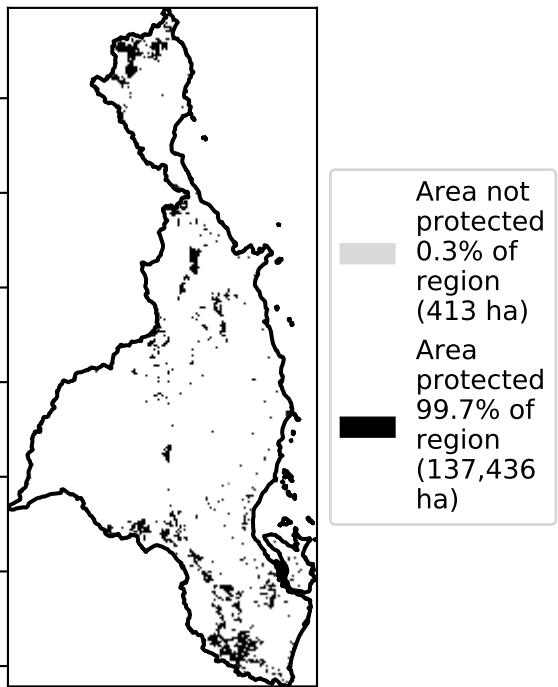 Area not
protected
0.3% of
region
(413 ha)
Area
protected
99.7% of
region
(137,436
ha)